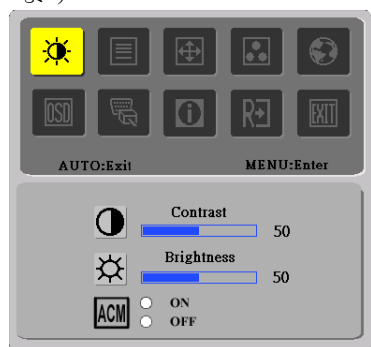 OSD R EXIT
AUTO:Exit MENU:Enter
Contrast
50
Brightness
50
ACM ON
OFF